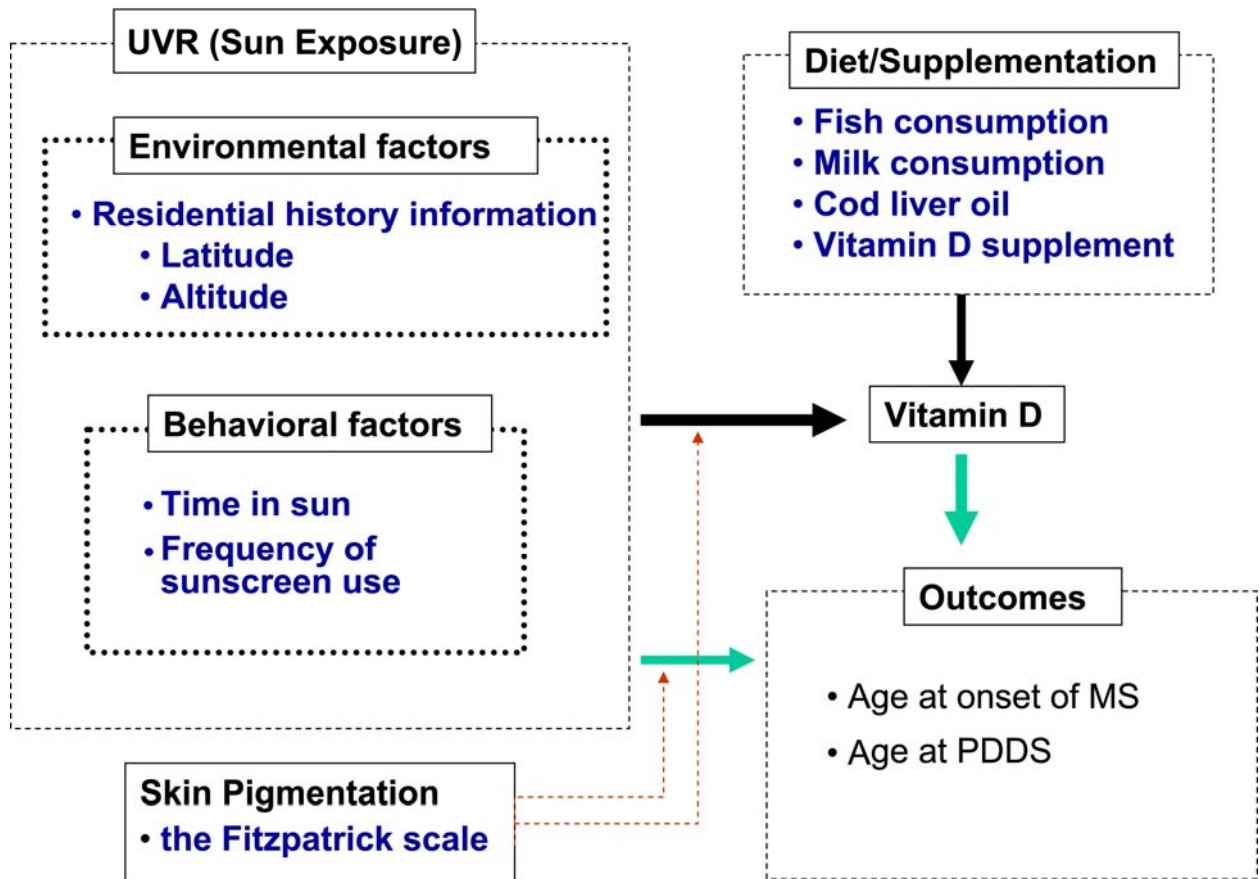 UVR (Sun Exposure)
Environmental factors
• Residential history information
• Latitude
• Altitude
Behavioral factors
• Time in sun
• Frequency of
sunscreen use
Skin Pigmentation
• the Fitzpatrick scale
Diet/Supplementation
• Fish consumption
• Milk consumption
• Cod liver oil
• Vitamin D supplement
Vitamin D
Outcomes
• Age at onset of MS
• Age at PDDS